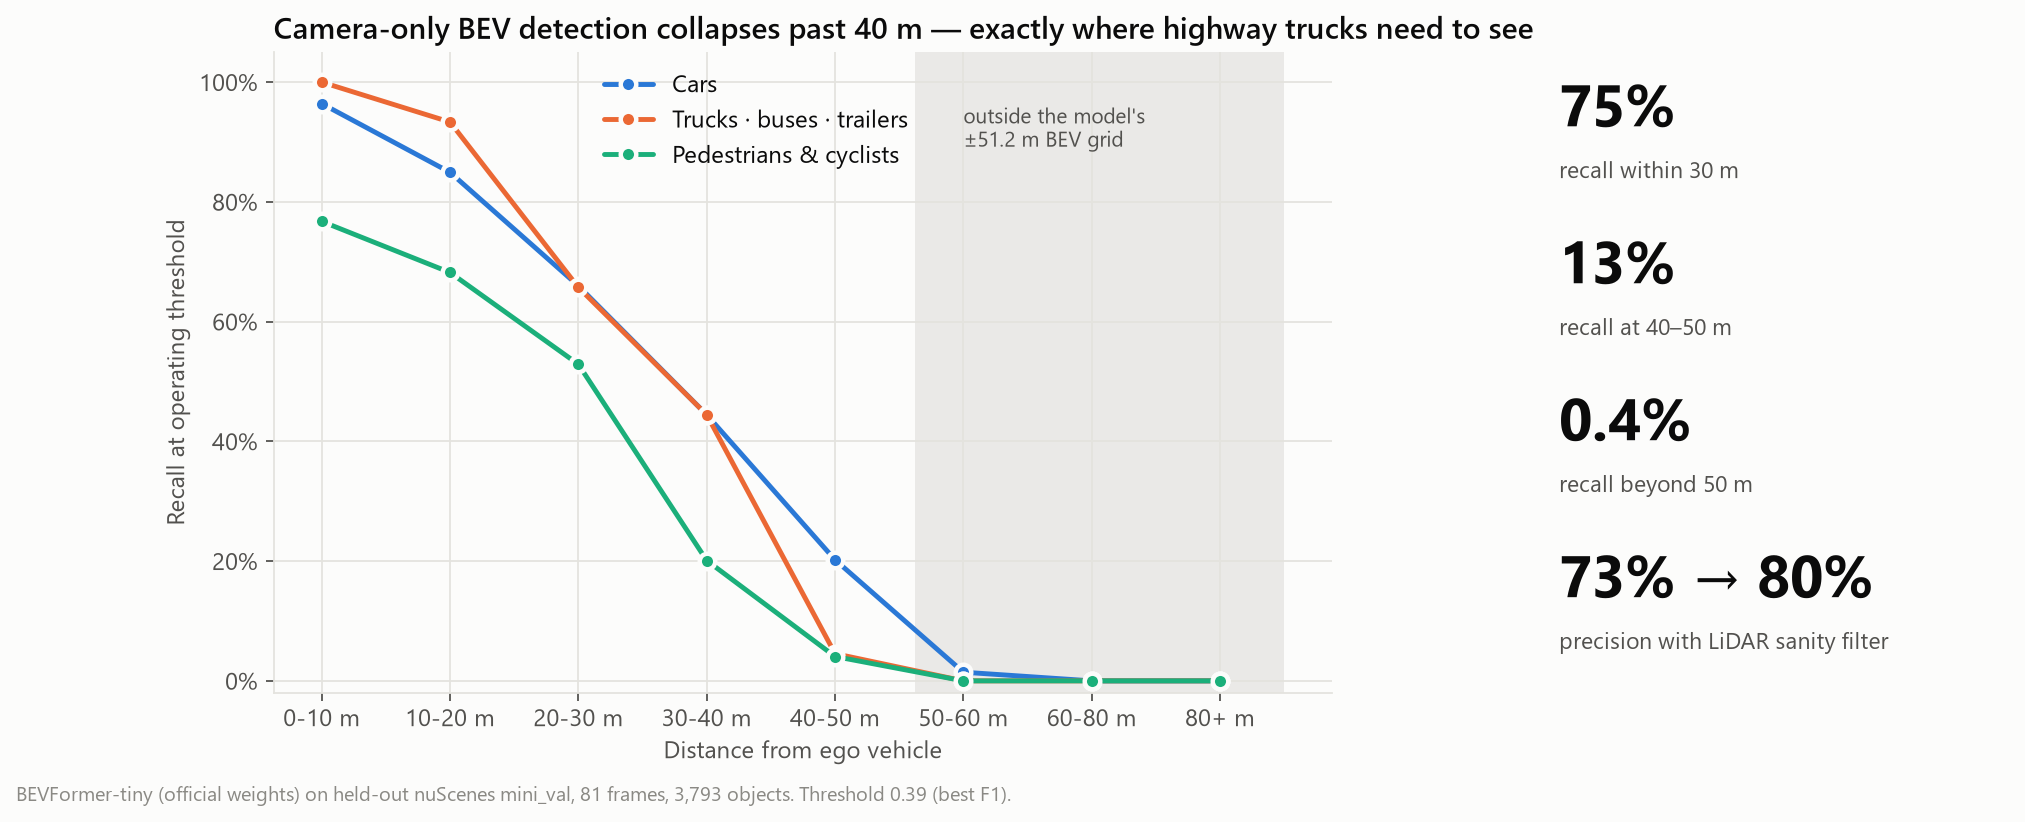 Camera-only BEV detection collapses past 40 m — exactly where highway trucks need to see
Cars
Trucks · buses · trailers
Pedestrians & cyclists
outside the model's
±51.2 m BEV grid
Recall at operating threshold
100%
80%
60%
40%
20%
0%
0-10 m
10-20 m
20-30 m
30-40 m
40-50 m
50-60 m
60-80 m
80+ m
Distance from ego vehicle
75%
recall within 30 m
13%
recall at 40–50 m
0.4%
recall beyond 50 m
73% → 80%
precision with LiDAR sanity filter
BEVFormer-tiny (official weights) on held-out nuScenes mini_val, 81 frames, 3,793 objects. Threshold 0.39 (best F1).